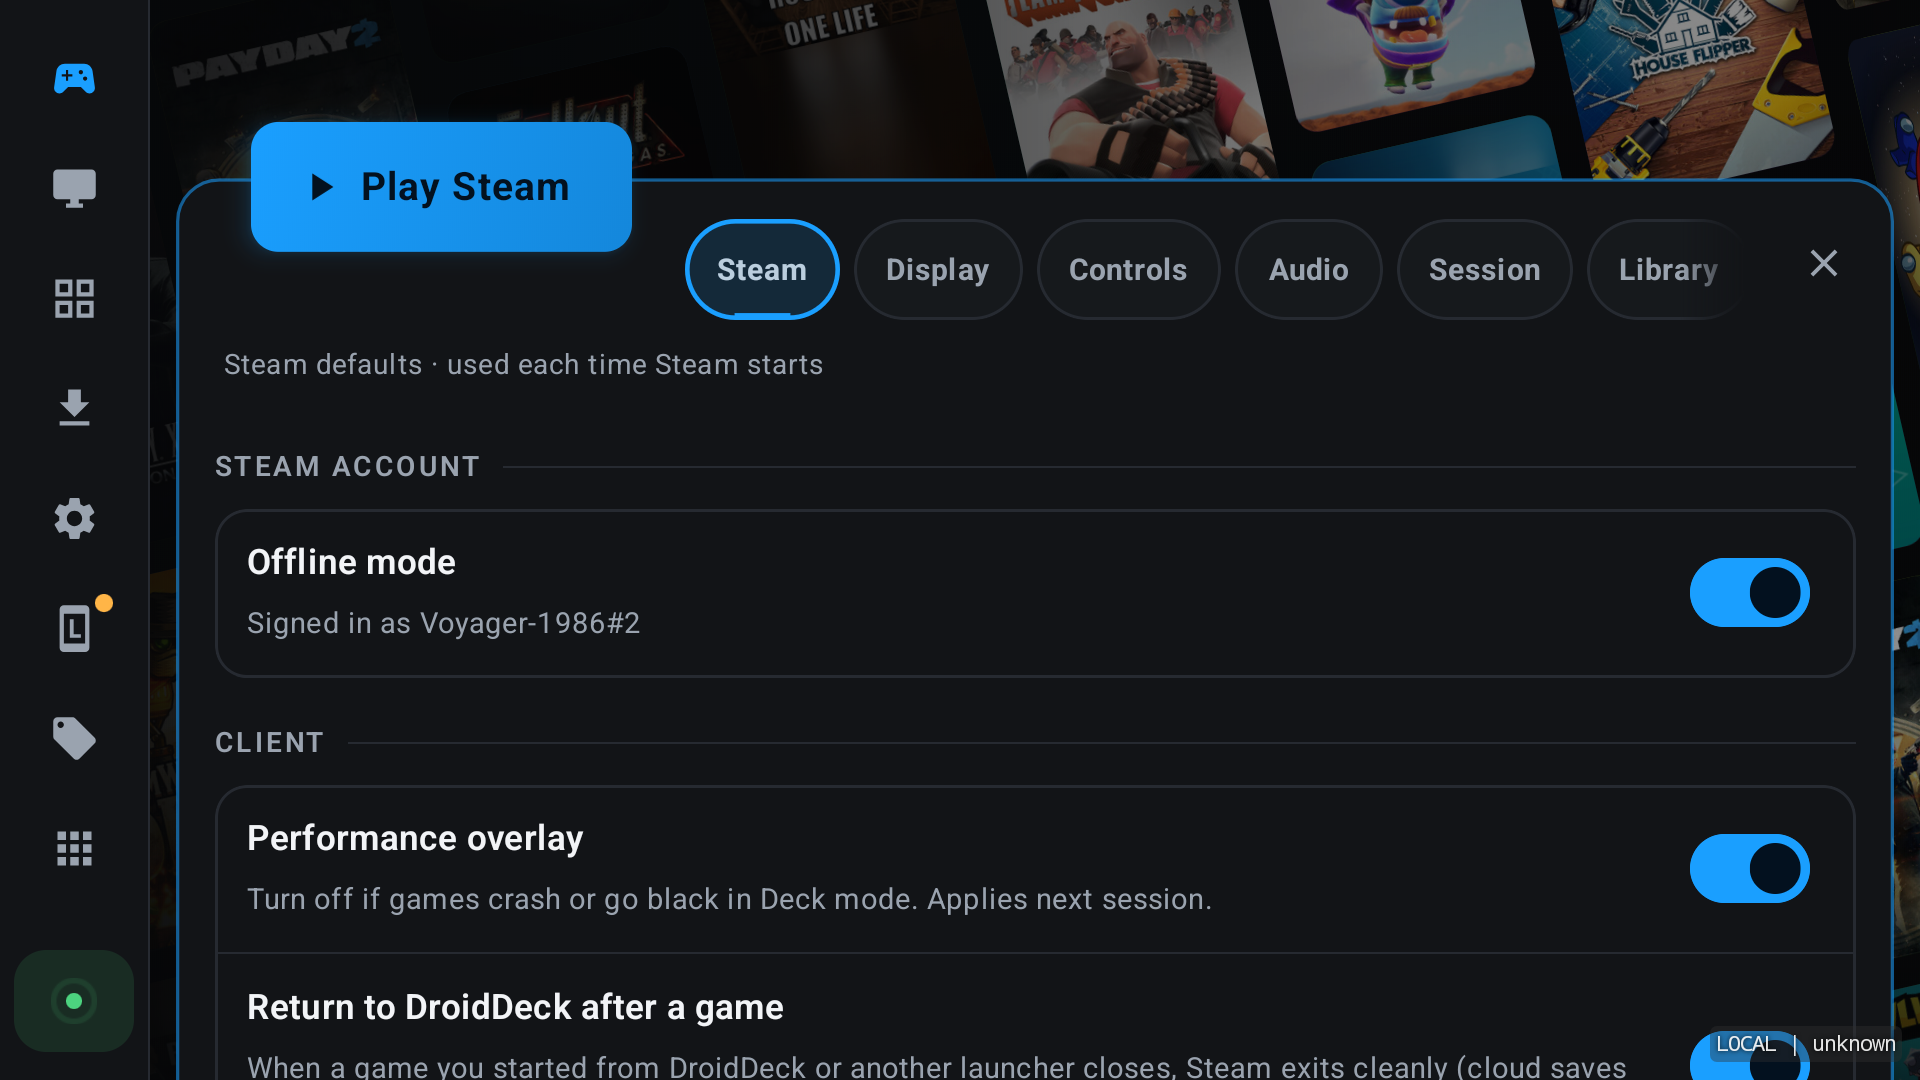 PAYDAY 2
ONE LIFE
HOUSE FLIPPER
Play Steam
Steam
Display
Controls
Audio
Session
Library
Steam defaults · used each time Steam starts
STEAM ACCOUNT
Offline mode
Signed in as Voyager-1986#2
CLIENT
Performance overlay
Turn off if games crash or go black in Deck mode. Applies next session.
Return to DroidDeck after a game
When a game you started from DroidDeck or another launcher closes, Steam exits cleanly (cloud saves
LOCAL | unknown